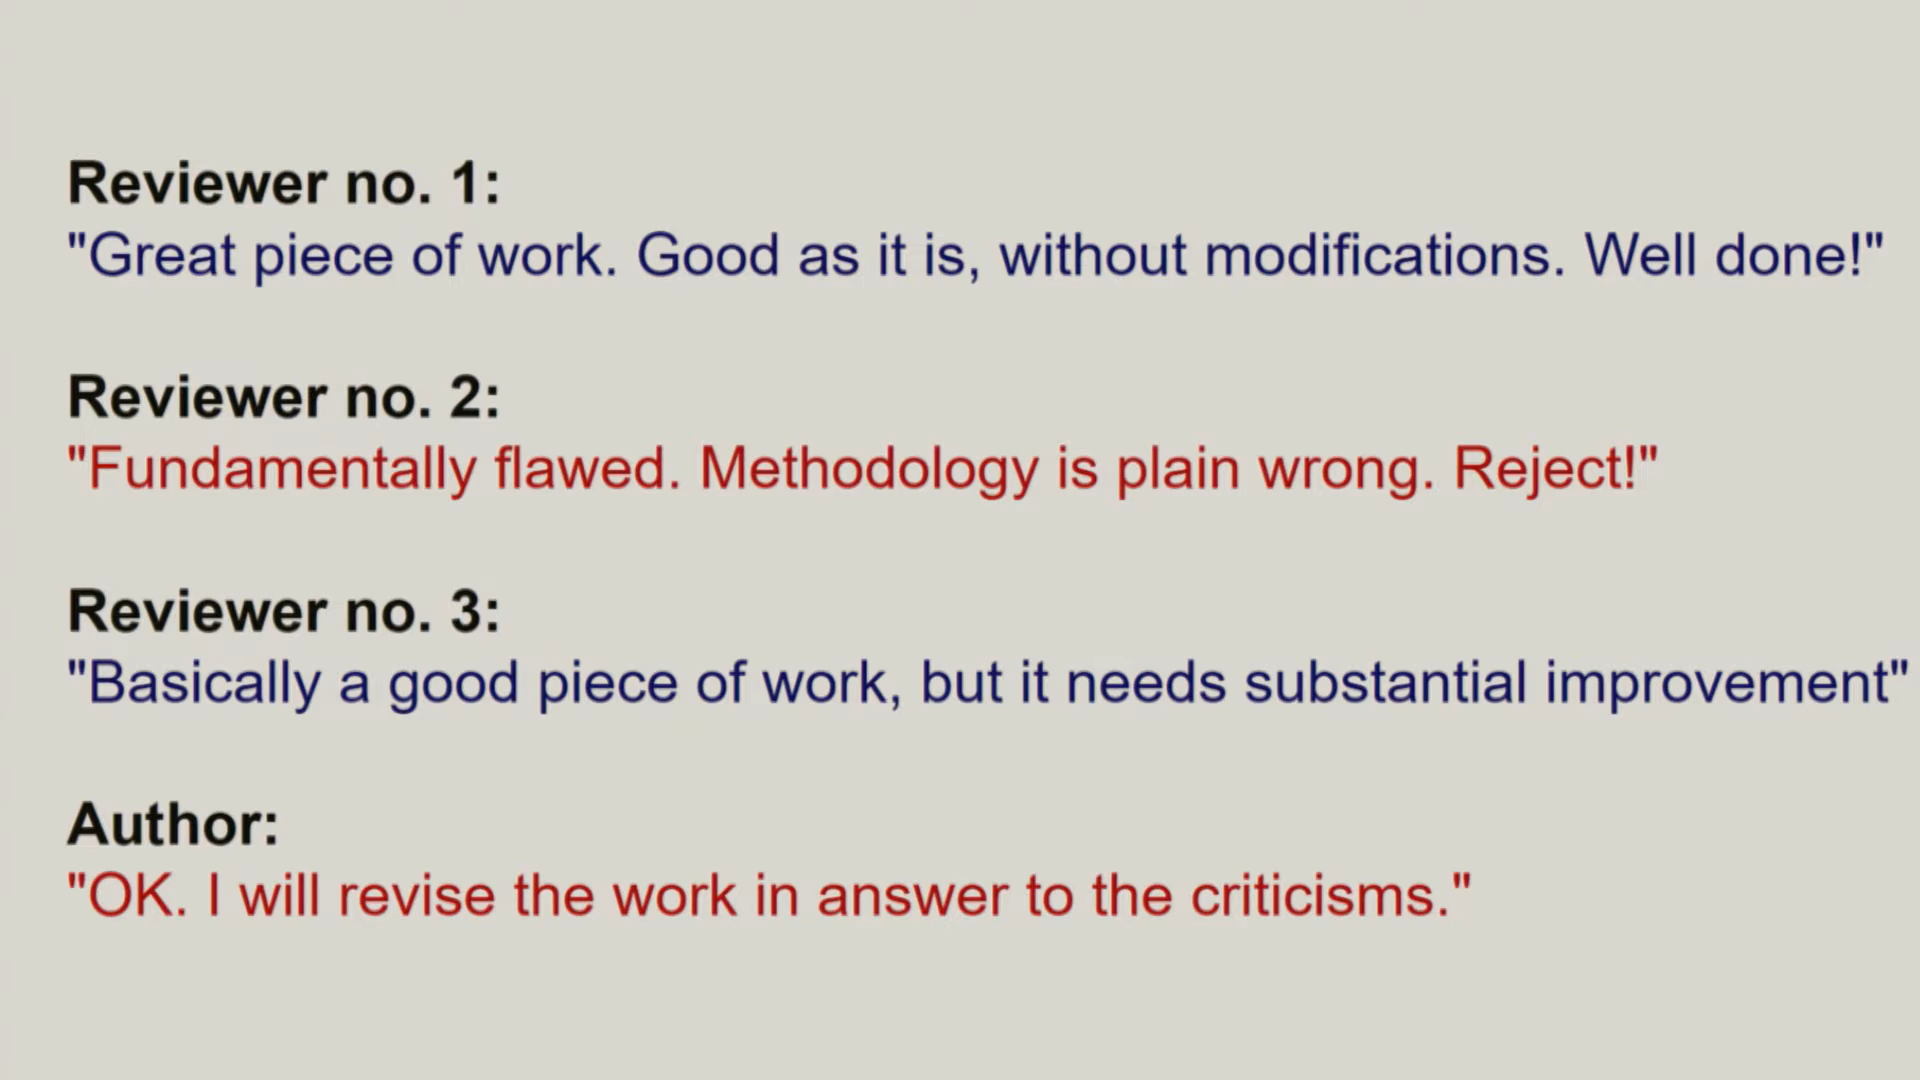 Reviewer no. 1:
"Great piece of work. Good as it is, without modifications. Well done!"
Reviewer no. 2:
"Fundamentally flawed. Methodology is plain wrong. Reject!"
Reviewer no. 3:
"Basically a good piece of work, but it needs substantial improvement"
Author:
"OK. I will revise the work in answer to the criticisms."